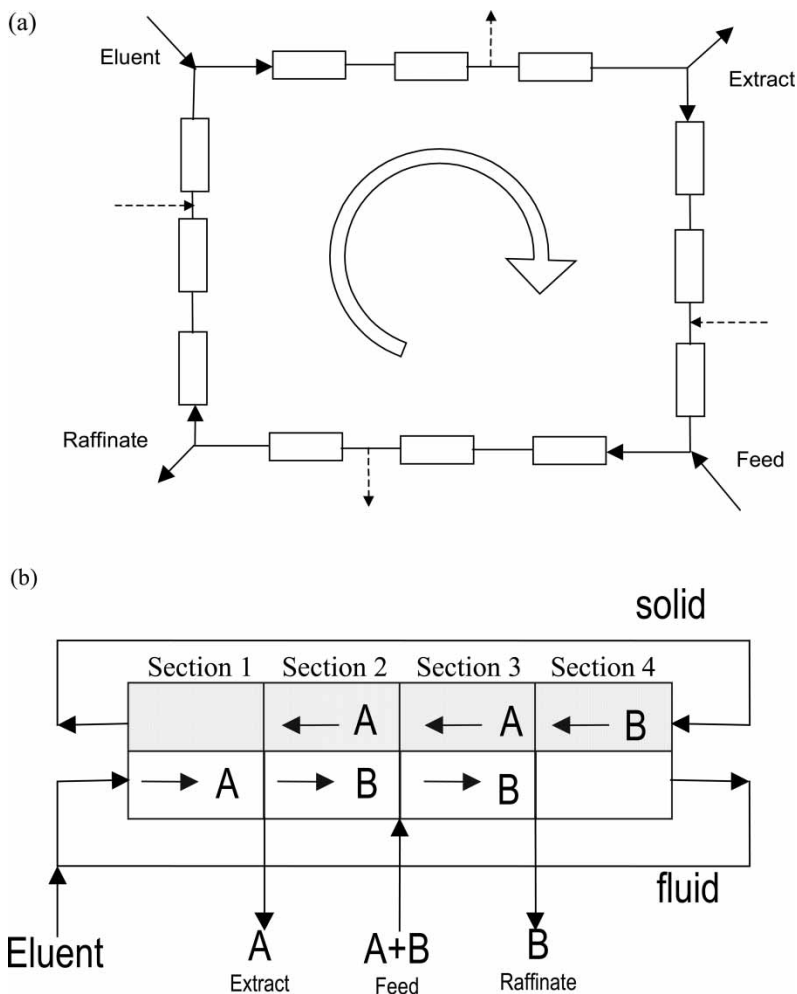 (a)
Eluent
Extract
Raffinate
Feed
(b)
solid
Section 1 Section 2 Section 3 Section 4
A A B
A B B
fluid
Eluent A A+B B
Extract Feed Raffinate